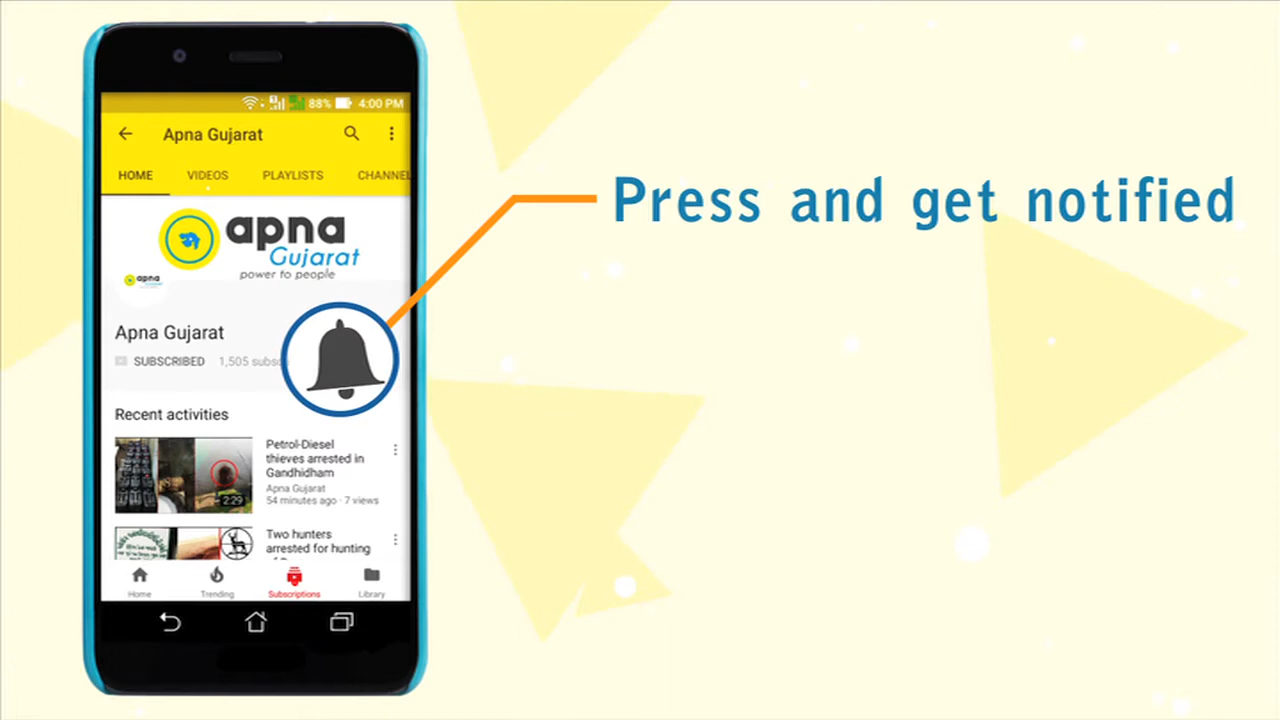 88% 4:00 PM
Apna Gujarat
HOME VIDEOS PLAYLISTS CHANNEL
apna
Gujarat
power to people
apna
Apna Gujarat
SUBSCRIBED 1,505 subsc
Recent activities
Petrol-Diesel
thieves arrested in
Gandhidham
Apna Gujarat
54 minutes ago · 7 views
2:29
Two hunters
arrested for hunting
Home Trending Subscriptions Library
Press and get notified